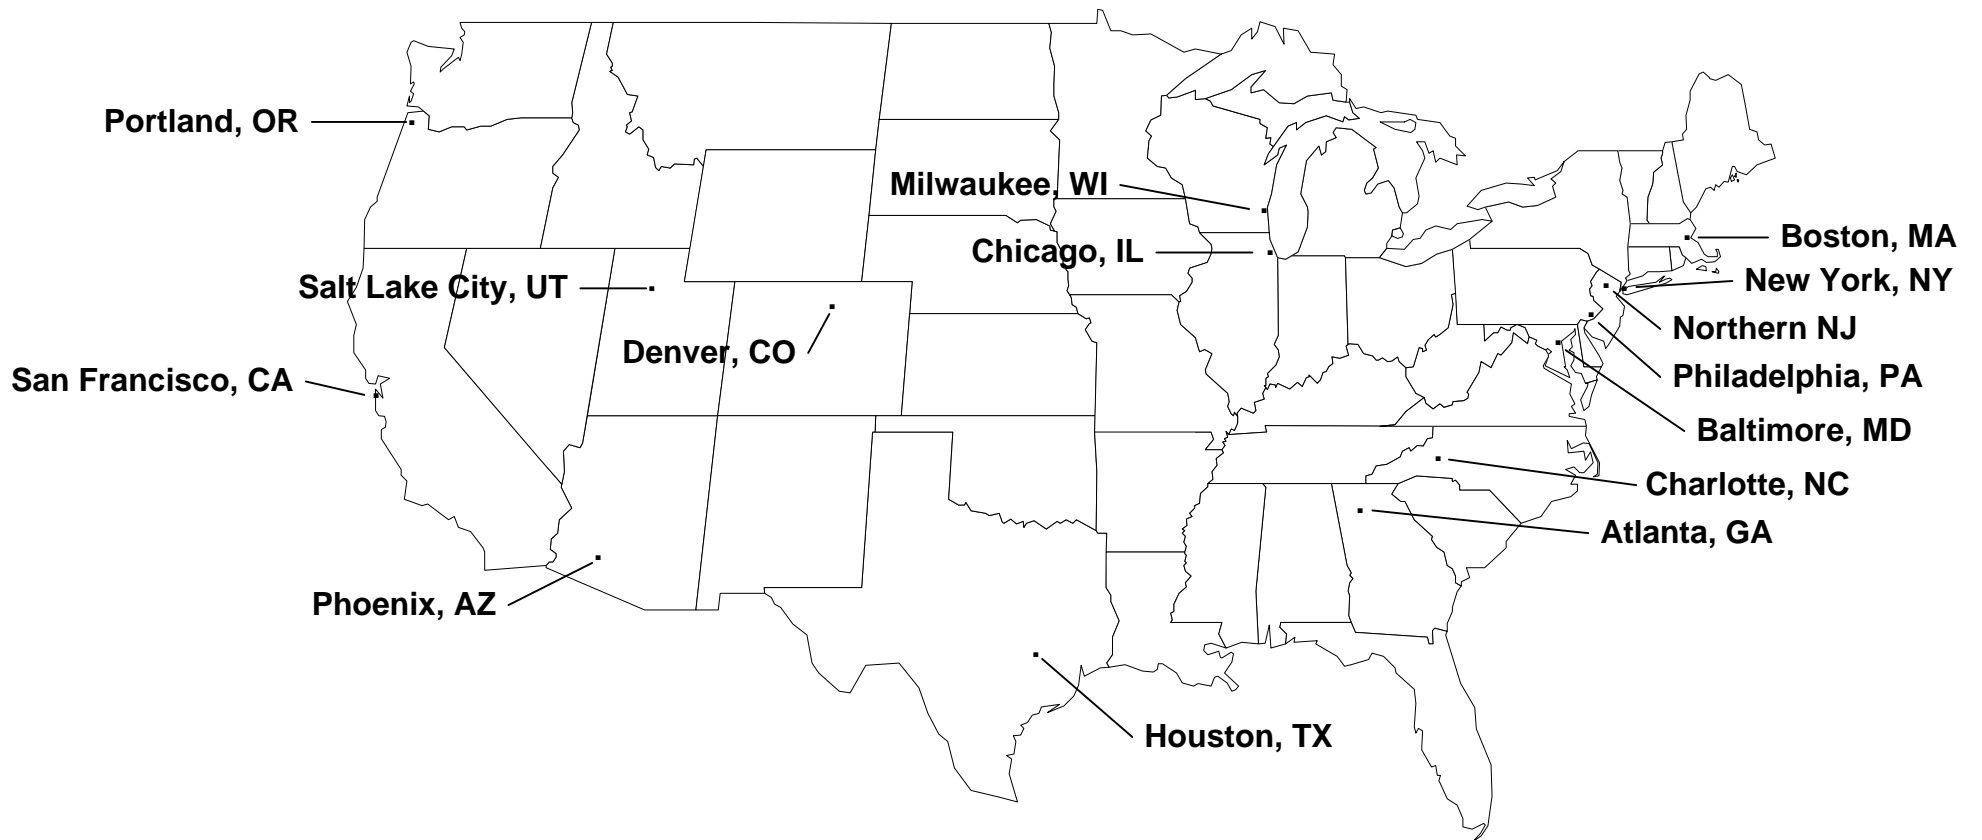 Portland, OR
Milwaukee, WI
Boston, MA
Chicago, IL
New York, NY
Salt Lake City, UT
Northern NJ
Denver, CO
Philadelphia, PA
San Francisco, CA
Baltimore, MD
Charlotte, NC
Atlanta, GA
Phoenix, AZ
Houston, TX